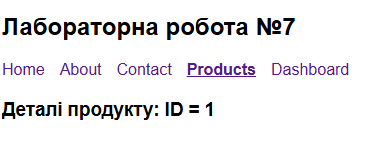 Лабораторна робота №7
Home About Contact Products Dashboard
Деталі продукту: ID = 1